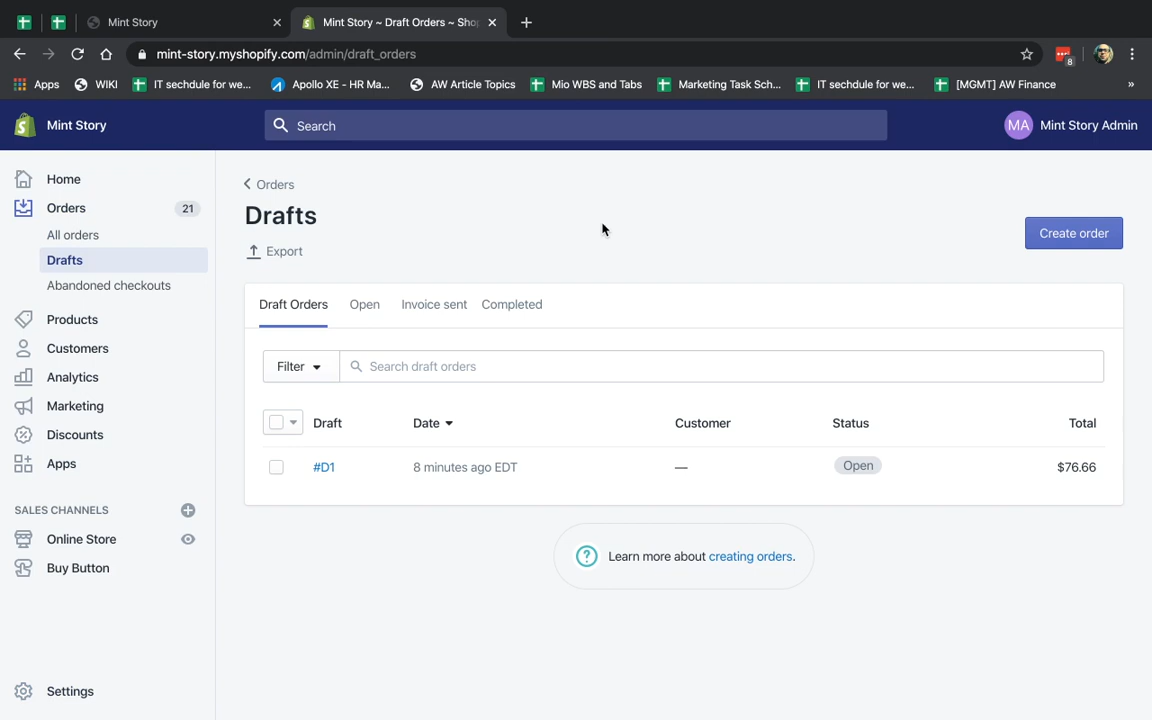 Mint Story
Mint Story ~ Draft Orders ~ Sho
mint-story.myshopify.com/admin/draft_orders
8
Apps
WIKI
IT sechdule for we...
Apollo XE - HR Ma...
AW Article Topics
Mio WBS and Tabs
Marketing Task Sch...
IT sechdule for we...
[MGMT] AW Finance
»
Mint Story
Search
MA
Mint Story Admin
Home
Orders
21
All orders
Drafts
Abandoned checkouts
Products
Customers
Analytics
Marketing
Discounts
Apps
SALES CHANNELS
Online Store
Buy Button
Settings
Orders
Drafts
Export
Create order
Draft Orders
Open
Invoice sent
Completed
Filter
Search draft orders
Draft
Date
Customer
Status
Total
#D1
8 minutes ago EDT
—
Open
$76.66
Learn more about creating orders.